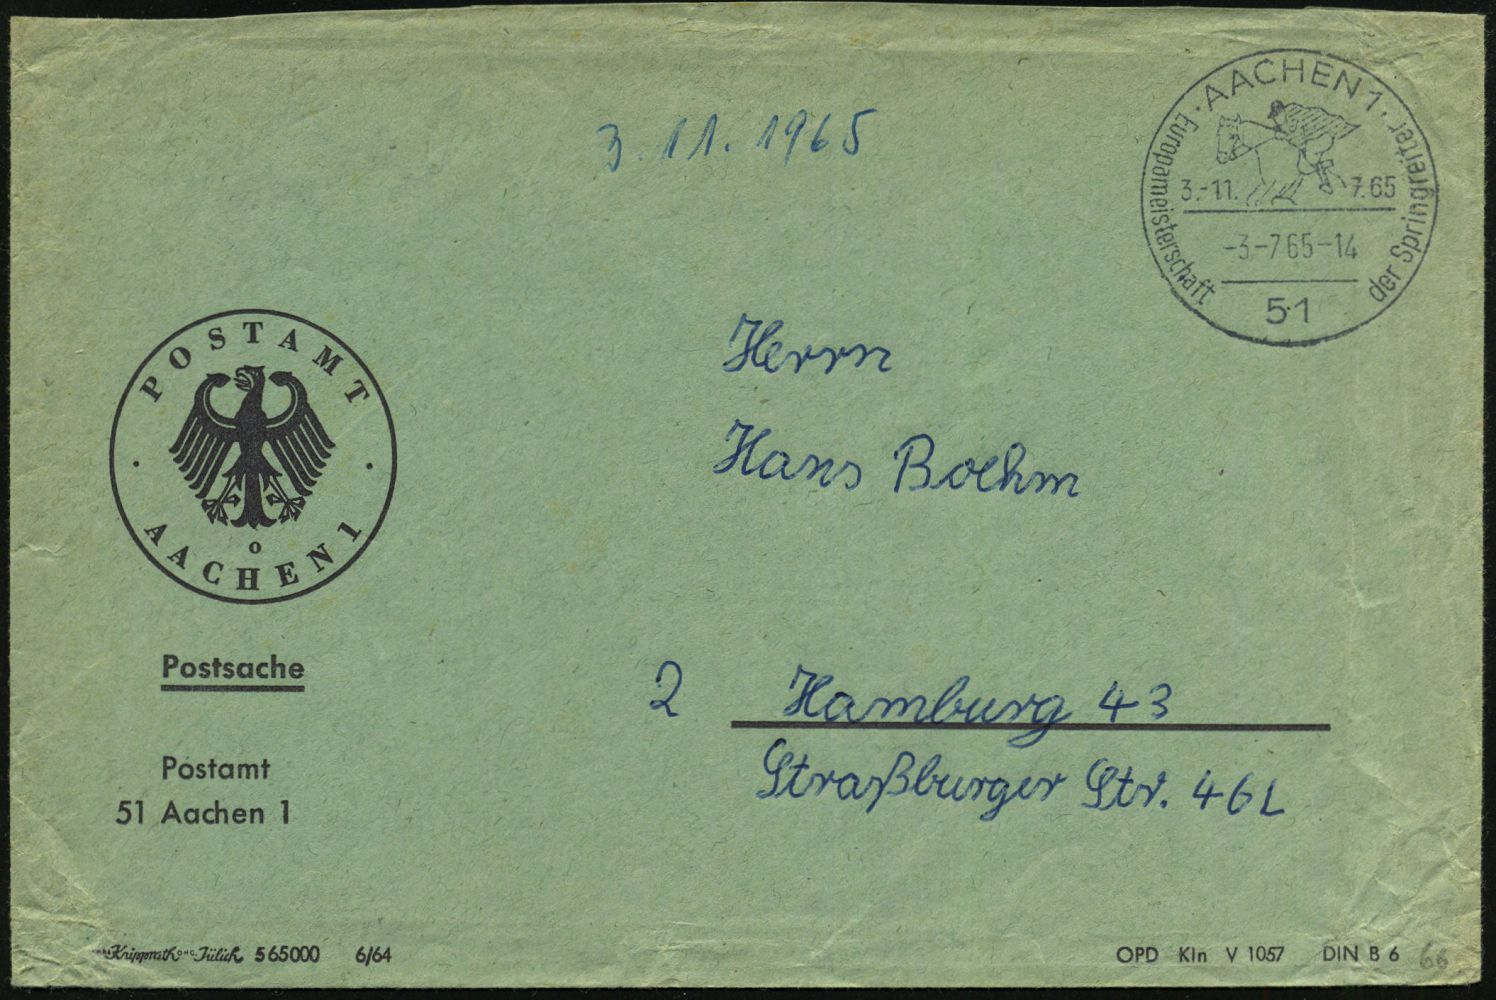 3. 11. 1965
AACHEN 1
Europameisterschaft
der Springreiter
3.-11. 7.65
-3.-7.65-14
51
POSTAMT
AACHEN 1
o
Herrn
Hans Boehm
Postsache
2 Hamburg 43
Straßburger Str. 46L
Postamt
51 Aachen 1
Kripprath Jülich 565000 6/64
OPD Kln V 1057 DIN B 6
66